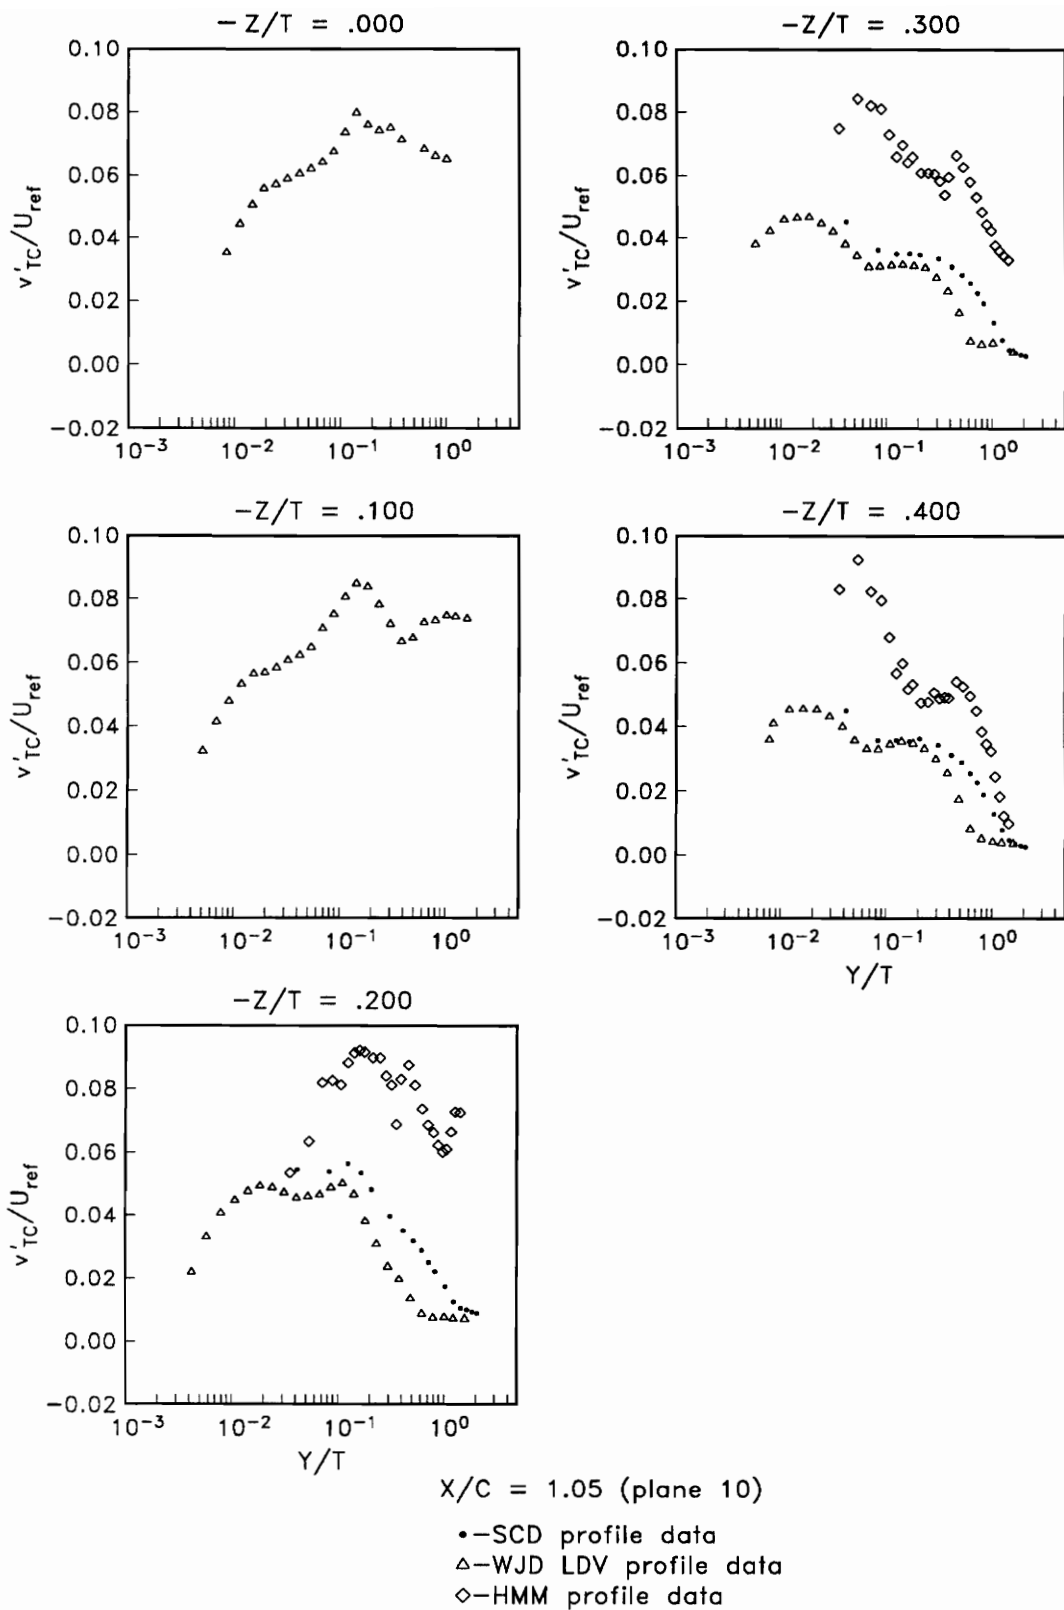 −Z/T = .000
0.10
0.08
0.06
0.04
0.02
0.00
−0.02
v'TC/Uref
10−3 10−2 10−1 100
−Z/T = .300
0.10
0.08
0.06
0.04
0.02
0.00
−0.02
v'TC/Uref
10−3 10−2 10−1 100
−Z/T = .100
0.10
0.08
0.06
0.04
0.02
0.00
−0.02
v'TC/Uref
10−3 10−2 10−1 100
−Z/T = .400
0.10
0.08
0.06
0.04
0.02
0.00
−0.02
v'TC/Uref
10−3 10−2 10−1 100
Y/T
−Z/T = .200
0.10
0.08
0.06
0.04
0.02
0.00
−0.02
v'TC/Uref
10−3 10−2 10−1 100
Y/T
X/C = 1.05 (plane 10)
•−SCD profile data
△−WJD LDV profile data
◇−HMM profile data